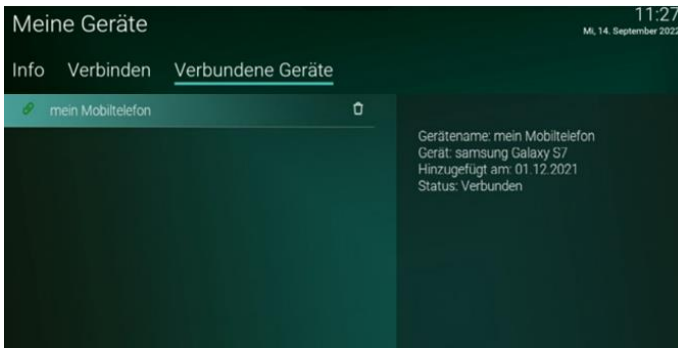 Meine Geräte
11:27
Mi, 14. September 2022
Info Verbinden Verbundene Geräte
mein Mobiltelefon
Gerätename: mein Mobiltelefon
Gerät: samsung Galaxy S7
Hinzugefügt am: 01.12.2021
Status: Verbunden